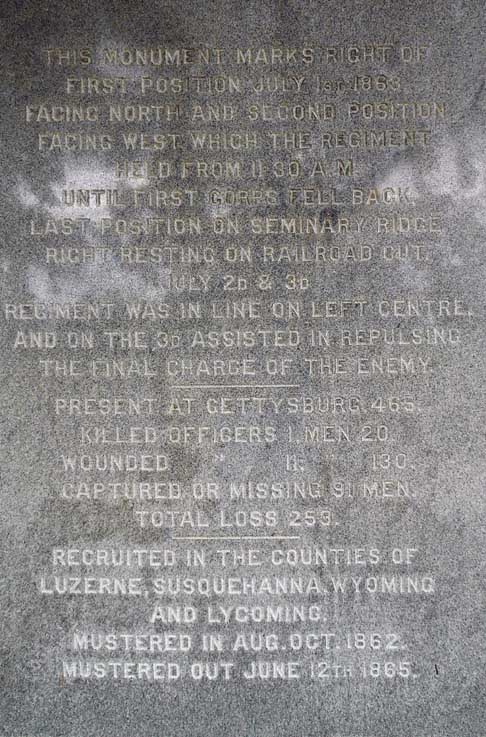 THIS MONUMENT MARKS RIGHT OF
FIRST POSITION JULY 1ST 1863.
FACING NORTH AND SECOND POSITION
FACING WEST, WHICH THE REGIMENT
HELD FROM 11 30 A.M.
UNTIL FIRST CORPS FELL BACK.
LAST POSITION ON SEMINARY RIDGE
RIGHT RESTING ON RAILROAD CUT.
JULY 2D & 3D
REGIMENT WAS IN LINE ON LEFT CENTRE,
AND ON THE 3D ASSISTED IN REPULSING
THE FINAL CHARGE OF THE ENEMY.
PRESENT AT GETTYSBURG 465.
KILLED OFFICERS 1, MEN 20.
WOUNDED " 11. 130.
CAPTURED OR MISSING 91 MEN.
TOTAL LOSS 253.
RECRUITED IN THE COUNTIES OF
LUZERNE, SUSQUEHANNA, WYOMING
AND LYCOMING.
MUSTERED IN AUG. OCT. 1862.
MUSTERED OUT JUNE 12TH 1865.